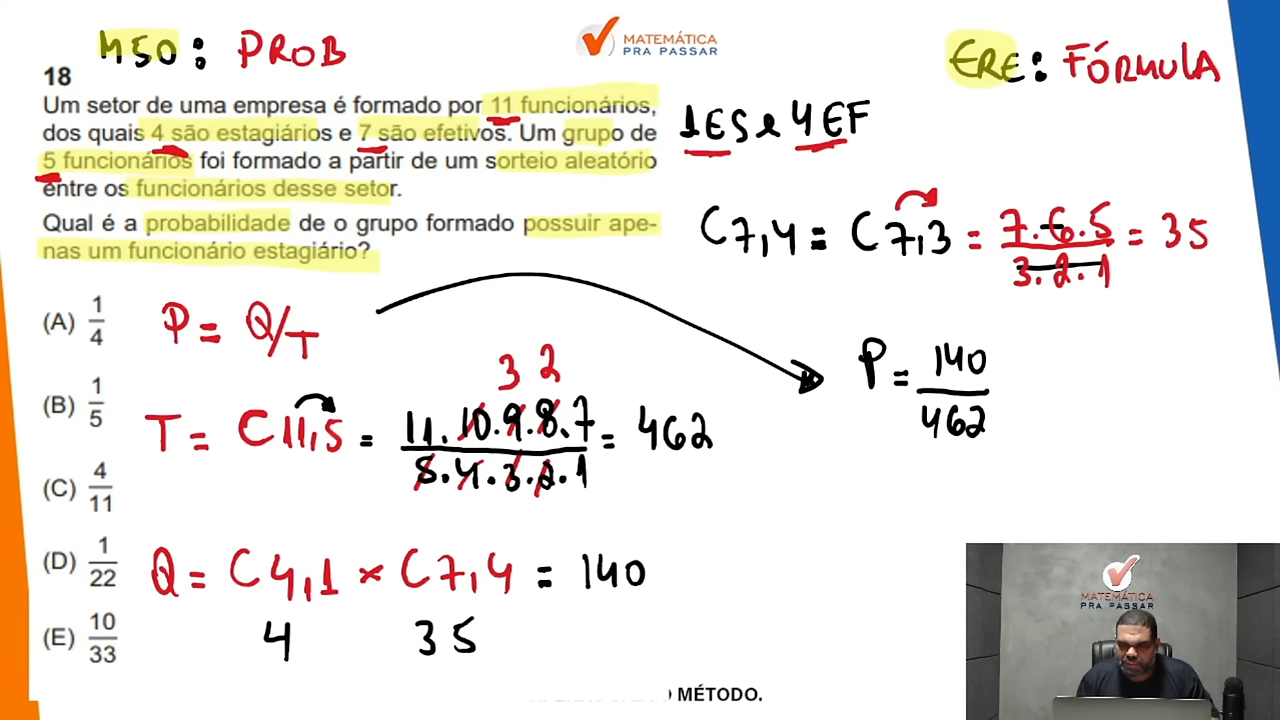 MSO: PROB
MATEMÁTICA
PRA PASSAR
ERE: FÓRMULA
18
Um setor de uma empresa é formado por 11 funcionários,
dos quais 4 são estagiários e 7 são efetivos. Um grupo de
5 funcionários foi formado a partir de um sorteio aleatório
entre os funcionários desse setor.
Qual é a probabilidade de o grupo formado possuir ape-
nas um funcionário estagiário?
1ES e 4EF
C7,4 = C7,3 = 7.6.5 / 3.2.1 = 35
(A) 1/4
P = Q/T
P = 140/462
(B) 1/5
3 2
T = C11,5 = 11.10.9.8.7 / 5.4.3.2.1 = 462
(C) 4/11
(D) 1/22
Q = C4,1 × C7,4 = 140
4 35
(E) 10/33
MATEMÁTICA
PRA PASSAR
MÉTODO.